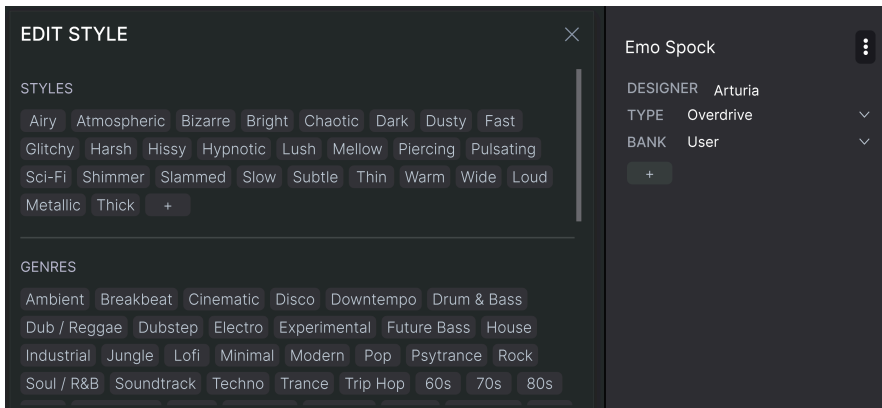 EDIT STYLE
STYLES
Airy Atmospheric Bizarre Bright Chaotic Dark Dusty Fast
Glitchy Harsh Hissy Hypnotic Lush Mellow Piercing Pulsating
Sci-Fi Shimmer Slammed Slow Subtle Thin Warm Wide Loud
Metallic Thick +
GENRES
Ambient Breakbeat Cinematic Disco Downtempo Drum & Bass
Dub / Reggae Dubstep Electro Experimental Future Bass House
Industrial Jungle Lofi Minimal Modern Pop Psytrance Rock
Soul / R&B Soundtrack Techno Trance Trip Hop 60s 70s 80s
Emo Spock
DESIGNER Arturia
TYPE Overdrive
BANK User
+